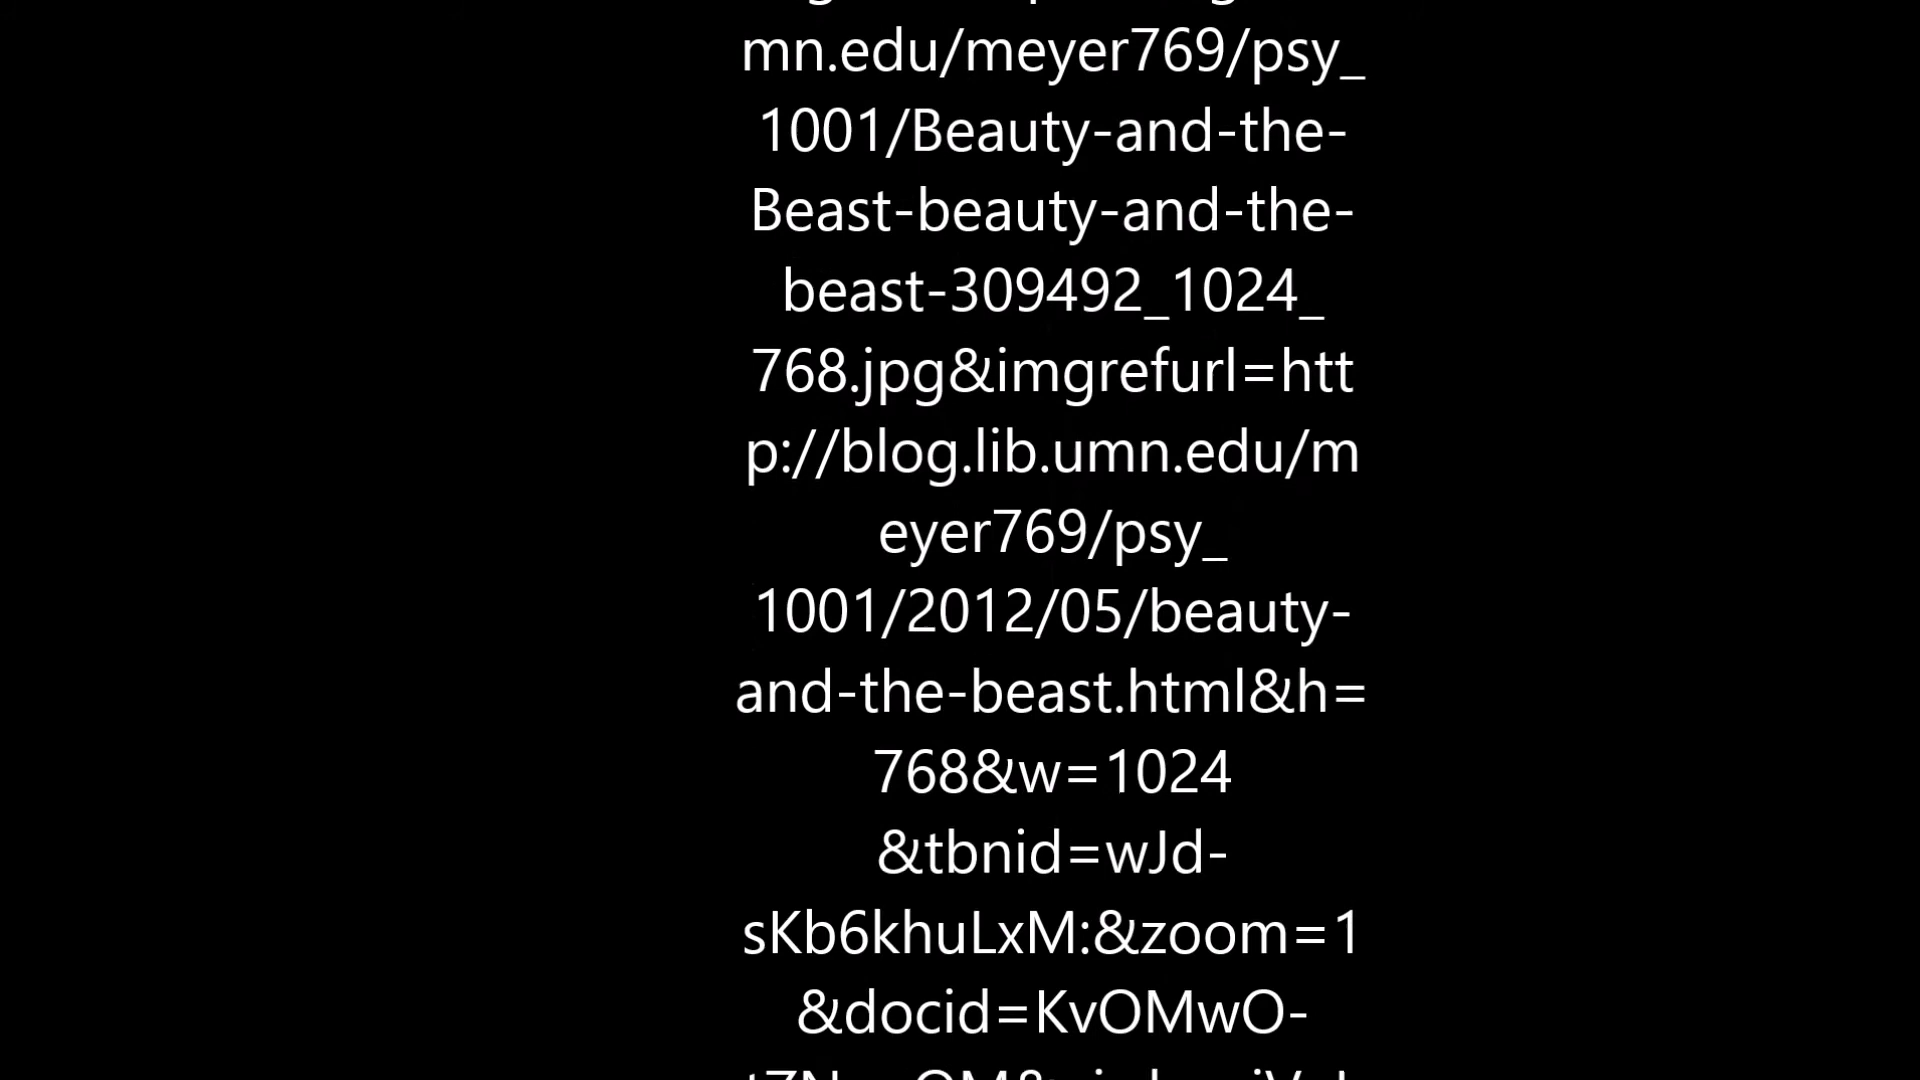 mn.edu/meyer769/psy_
1001/Beauty-and-the-
Beast-beauty-and-the-
beast-309492_1024_
768.jpg&imgrefurl=htt
p://blog.lib.umn.edu/m
eyer769/psy_
1001/2012/05/beauty-
and-the-beast.html&h=
768&w=1024
&tbnid=wJd-
sKb6khuLxM:&zoom=1
&docid=KvOMwO-